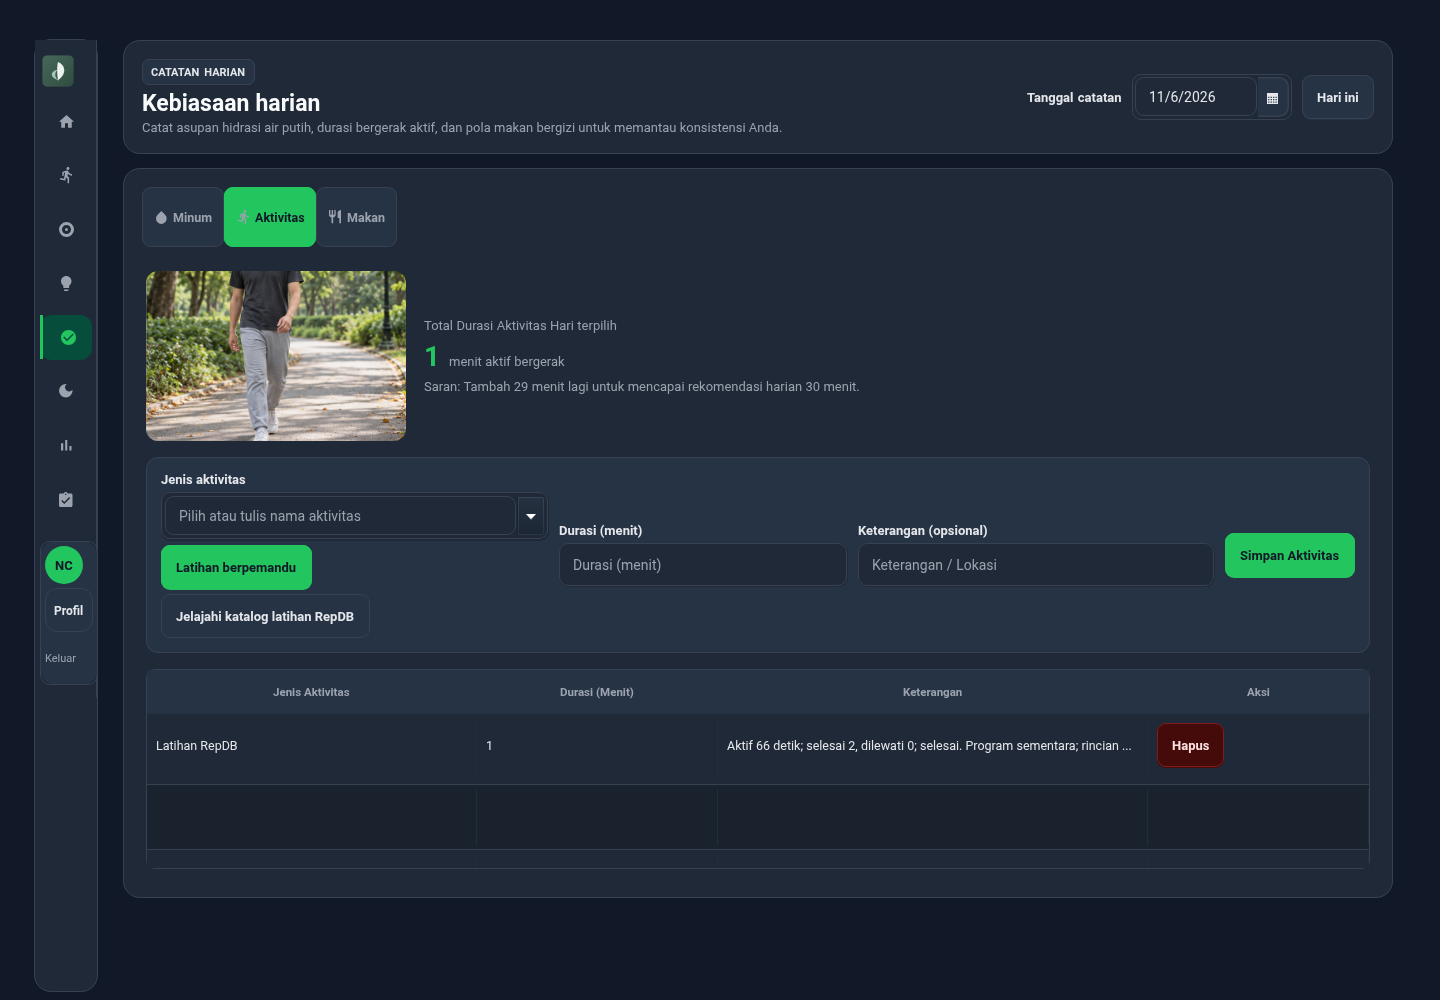 CATATAN HARIAN
Kebiasaan harian
Catat asupan hidrasi air putih, durasi bergerak aktif, dan pola makan bergizi untuk memantau konsistensi Anda.
Tanggal catatan
11/6/2026
Hari ini
Minum
Aktivitas
Makan
Total Durasi Aktivitas Hari terpilih
1 menit aktif bergerak
Saran: Tambah 29 menit lagi untuk mencapai rekomendasi harian 30 menit.
Jenis aktivitas
Pilih atau tulis nama aktivitas
Latihan berpemandu
Jelajahi katalog latihan RepDB
Durasi (menit)
Durasi (menit)
Keterangan (opsional)
Keterangan / Lokasi
Simpan Aktivitas
NC
Profil
Keluar
Jenis Aktivitas
Durasi (Menit)
Keterangan
Aksi
Latihan RepDB
1
Aktif 66 detik; selesai 2, dilewati 0; selesai. Program sementara; rincian ...
Hapus